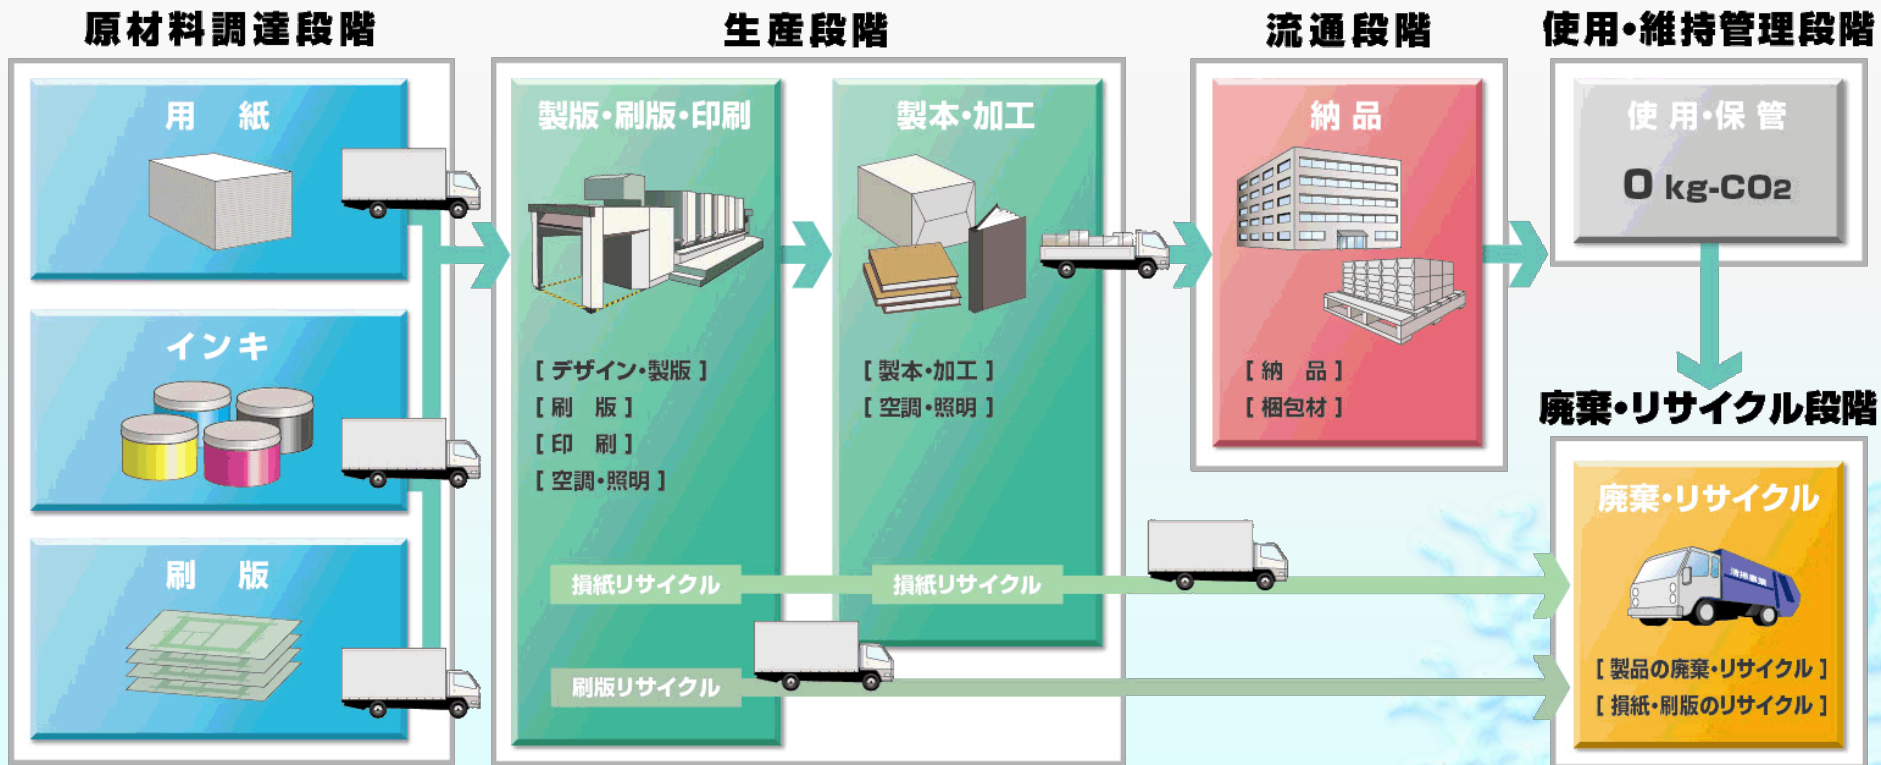 原材料調達段階
用 紙
インキ
刷 版
生産段階
製版・刷版・印刷
[ デザイン・製版 ]
[ 刷 版 ]
[ 印 刷 ]
[ 空調・照明 ]
損紙リサイクル
刷版リサイクル
製本・加工
[ 製本・加工 ]
[ 空調・照明 ]
損紙リサイクル
流通段階
納品
[ 納 品 ]
[ 梱包材 ]
使用・維持管理段階
使用・保管
0 kg-CO2
廃棄・リサイクル段階
廃棄・リサイクル
清掃事業
[ 製品の廃棄・リサイクル ]
[ 損紙・刷版のリサイクル ]